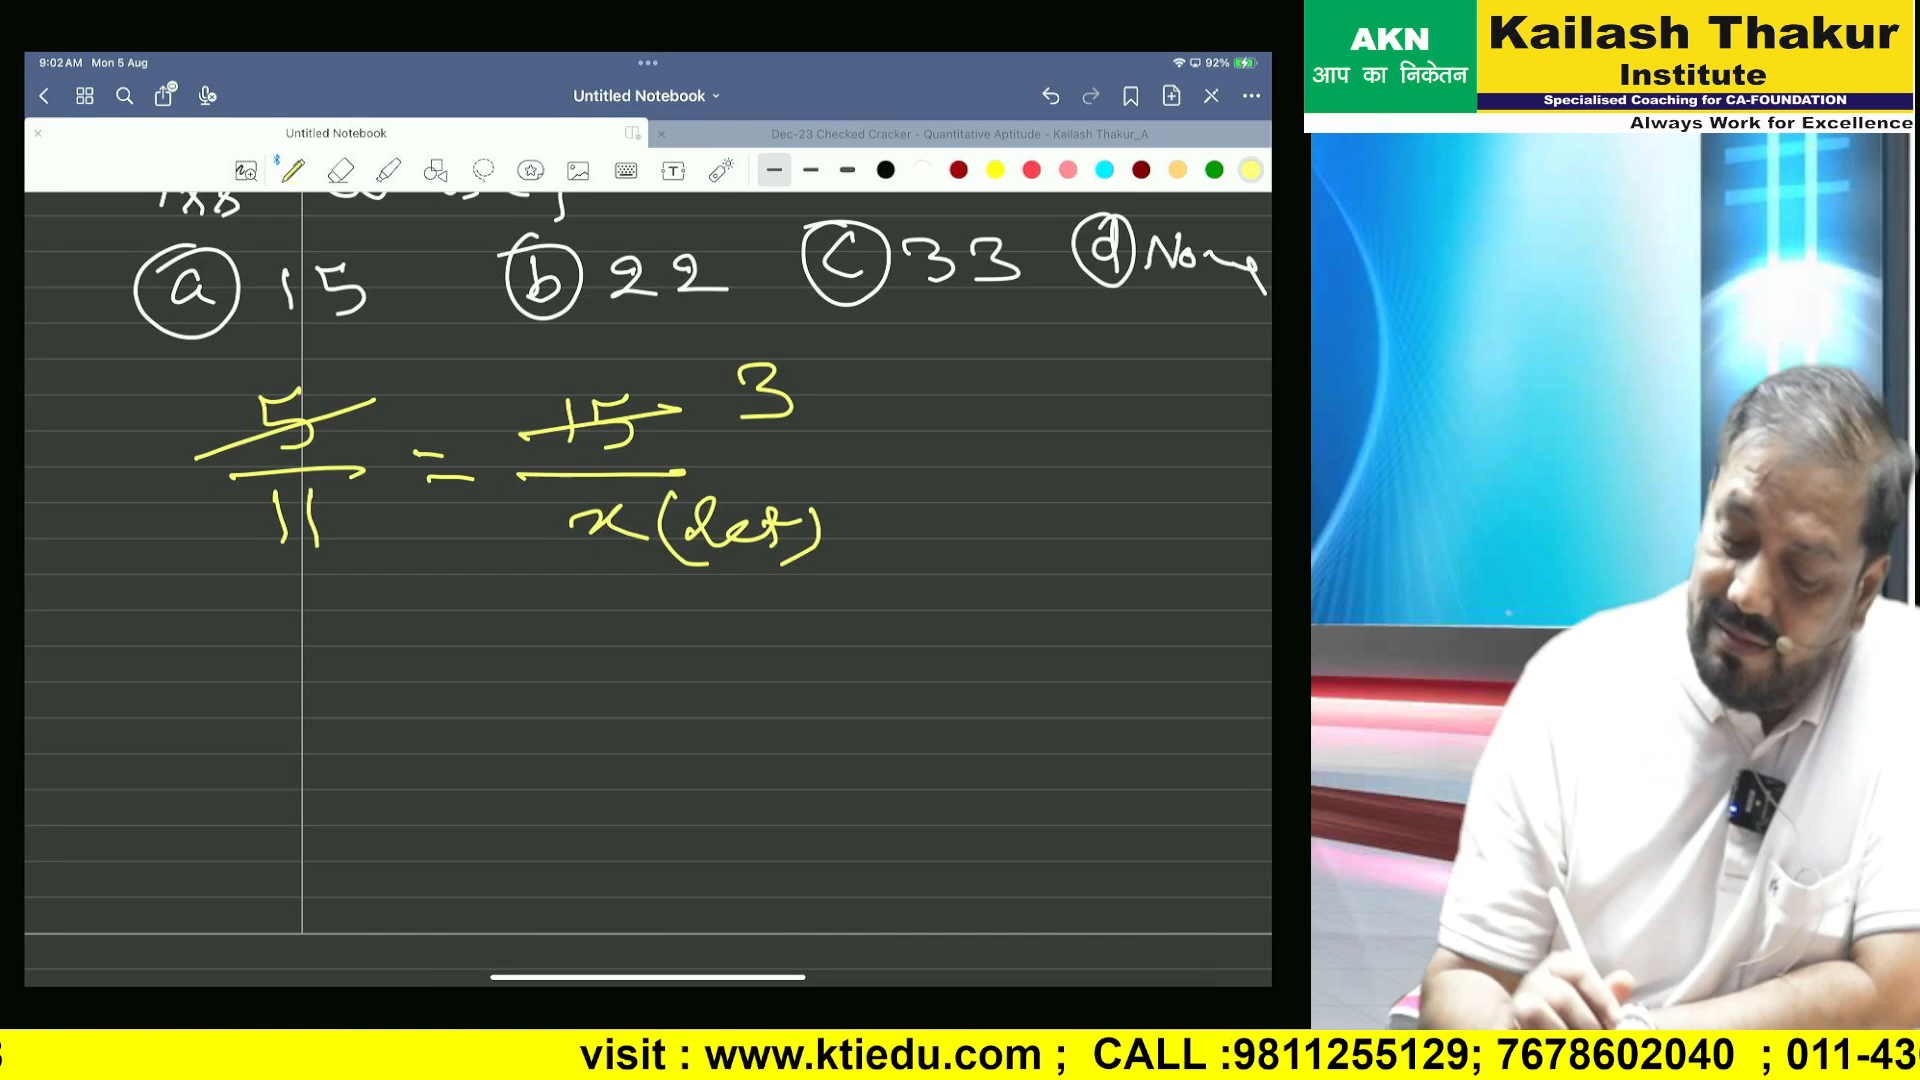 AKN
आप का निकेतन
Kailash Thakur
Institute
Specialised Coaching for CA-FOUNDATION
Always Work for Excellence
9:02 AM Mon 5 Aug
92%
Untitled Notebook
Untitled Notebook
Dec-23 Checked Cracker - Quantitative Aptitude - Kailash Thakur_A
T
(a) 15 (b) 22 (c) 33 (d) None
5/11 = 15/x (let) 3
visit : www.ktiedu.com ; CALL :9811255129; 7678602040 ; 011-43